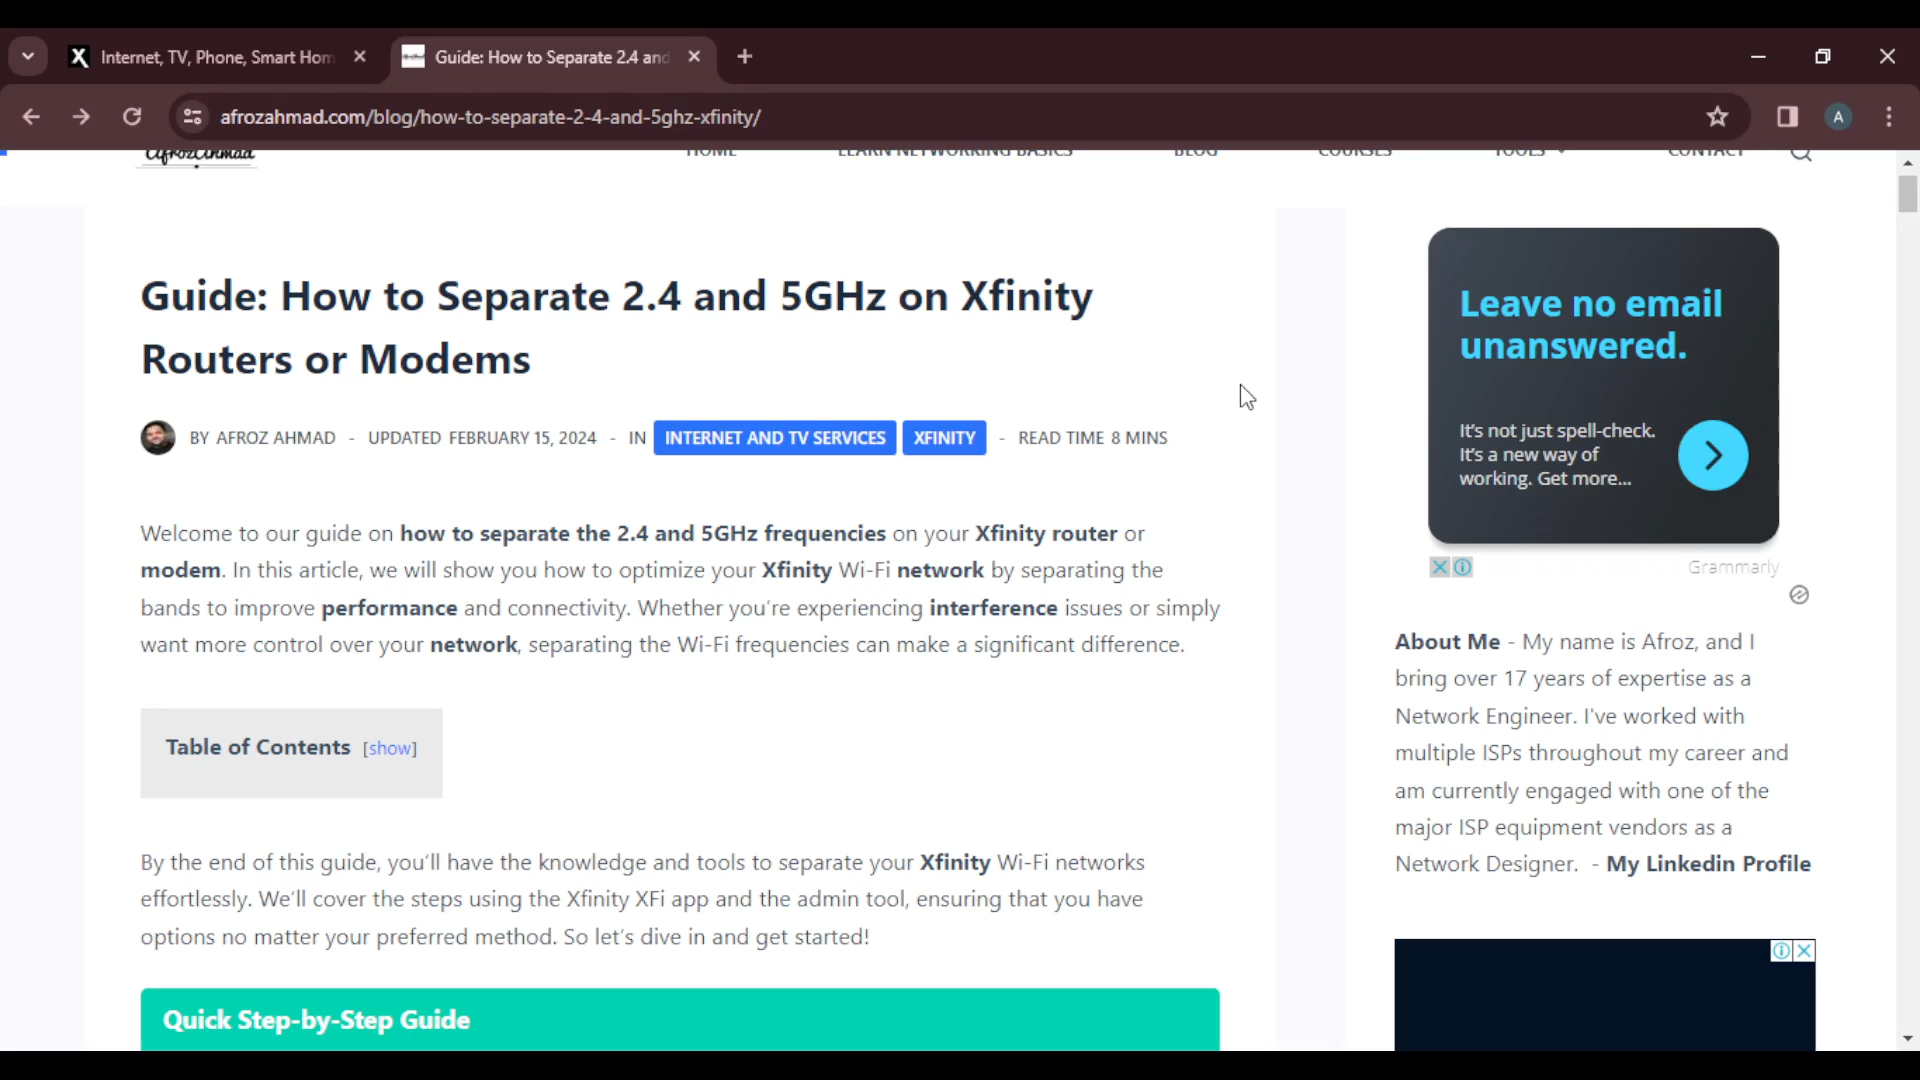 Internet, TV, Phone, Smart Hom
Guide: How to Separate 2.4 and
afrozahmad.com/blog/how-to-separate-2-4-and-5ghz-xfinity/
A
AfrozAhmad
HOME
LEARN NETWORKING BASICS
BLOG
COURSES
TOOLS
CONTACT
Guide: How to Separate 2.4 and 5GHz on Xfinity
Routers or Modems
BY AFROZ AHMAD - UPDATED FEBRUARY 15, 2024 - IN INTERNET AND TV SERVICES XFINITY - READ TIME 8 MINS
Welcome to our guide on how to separate the 2.4 and 5GHz frequencies on your Xfinity router or
modem. In this article, we will show you how to optimize your Xfinity Wi-Fi network by separating the
bands to improve performance and connectivity. Whether you're experiencing interference issues or simply
want more control over your network, separating the Wi-Fi frequencies can make a significant difference.
Table of Contents [show]
By the end of this guide, you'll have the knowledge and tools to separate your Xfinity Wi-Fi networks
effortlessly. We'll cover the steps using the Xfinity XFi app and the admin tool, ensuring that you have
options no matter your preferred method. So let's dive in and get started!
Quick Step-by-Step Guide
Leave no email
unanswered.
It's not just spell-check.
It's a new way of
working. Get more...
Grammarly
About Me - My name is Afroz, and I
bring over 17 years of expertise as a
Network Engineer. I've worked with
multiple ISPs throughout my career and
am currently engaged with one of the
major ISP equipment vendors as a
Network Designer. - My Linkedin Profile